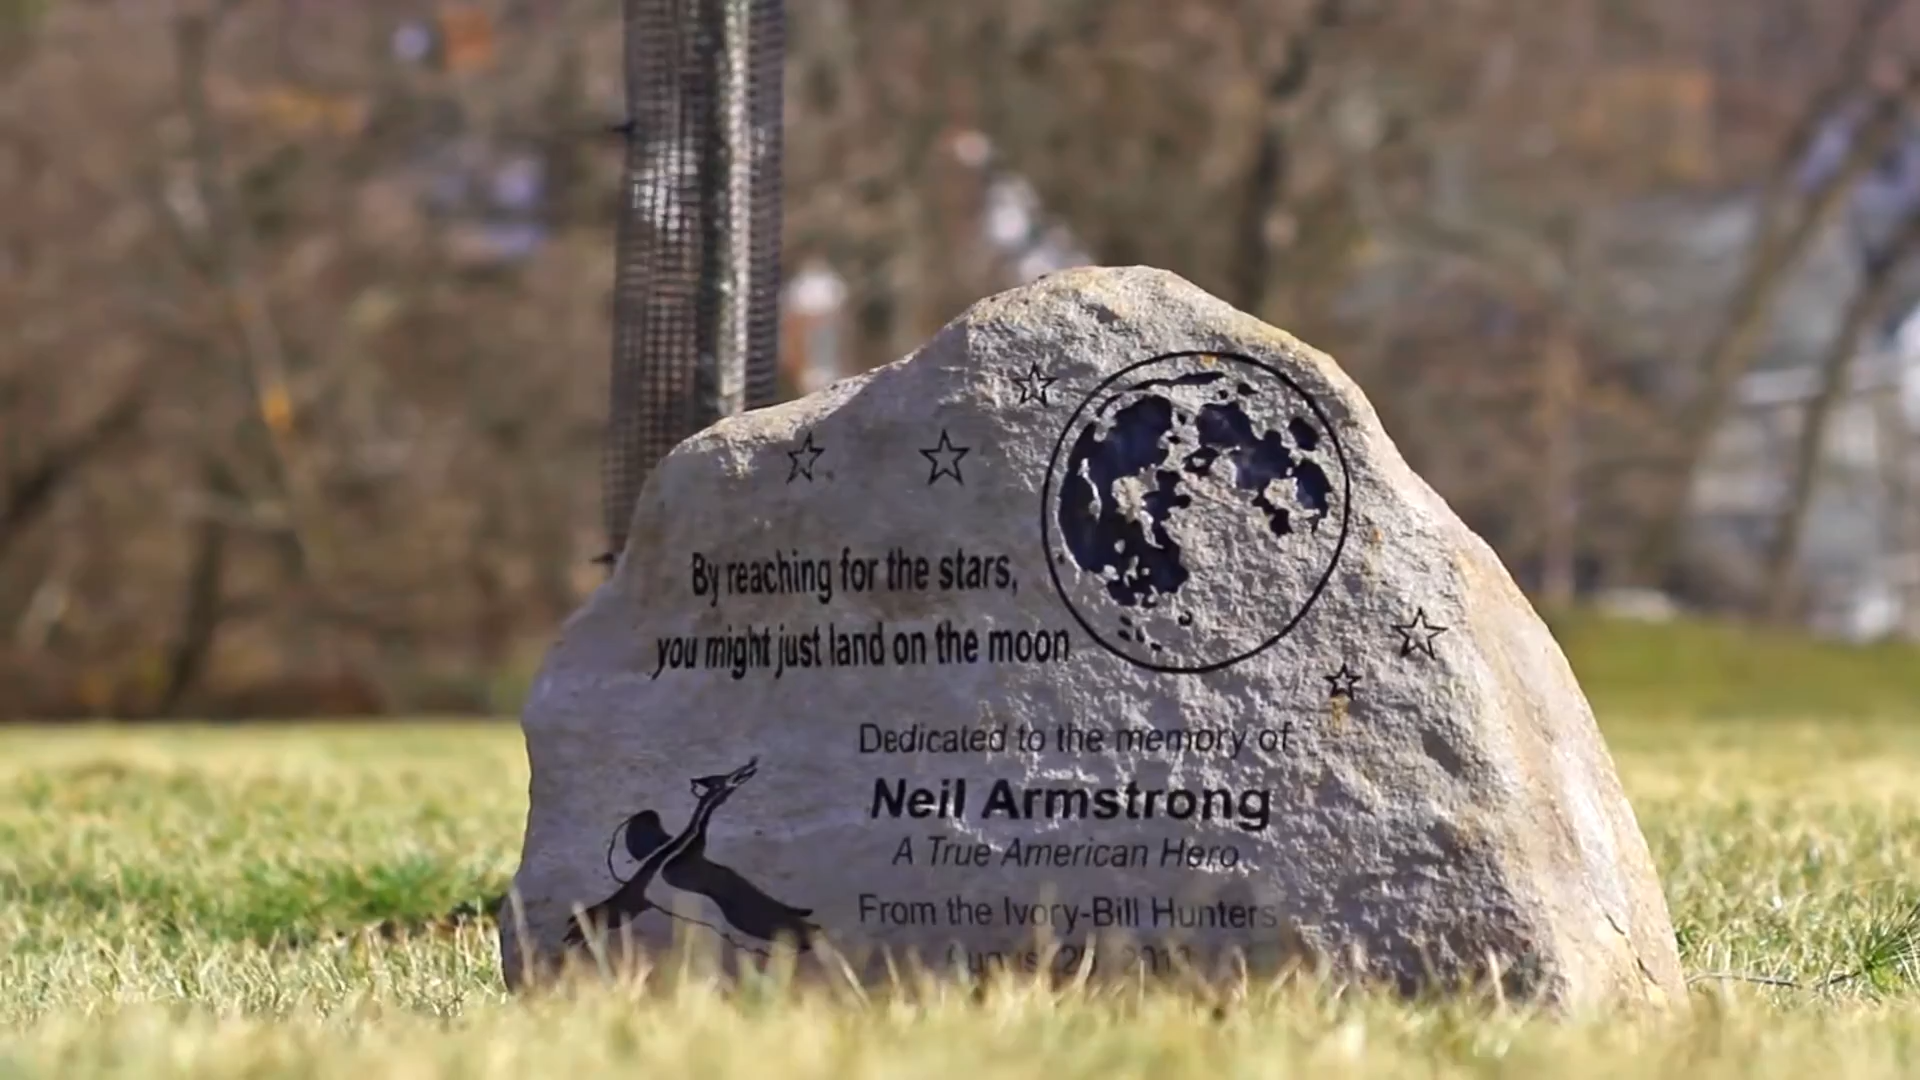 By reaching for the stars,
you might just land on the moon
Dedicated to the memory of
Neil Armstrong
A True American Hero
From the Ivory-Bill Hunters